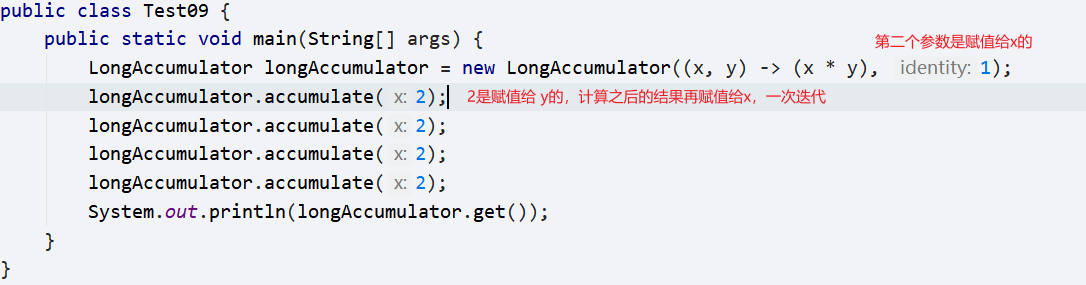 public class Test09 {
public static void main(String[] args) {
第二个参数是赋值给x的
LongAccumulator longAccumulator = new LongAccumulator((x, y) -> (x * y), identity: 1);
longAccumulator.accumulate( x: 2); 2是赋值给 y的，计算之后的结果再赋值给x，一次迭代
longAccumulator.accumulate( x: 2);
longAccumulator.accumulate( x: 2);
longAccumulator.accumulate( x: 2);
System.out.println(longAccumulator.get());
}
}